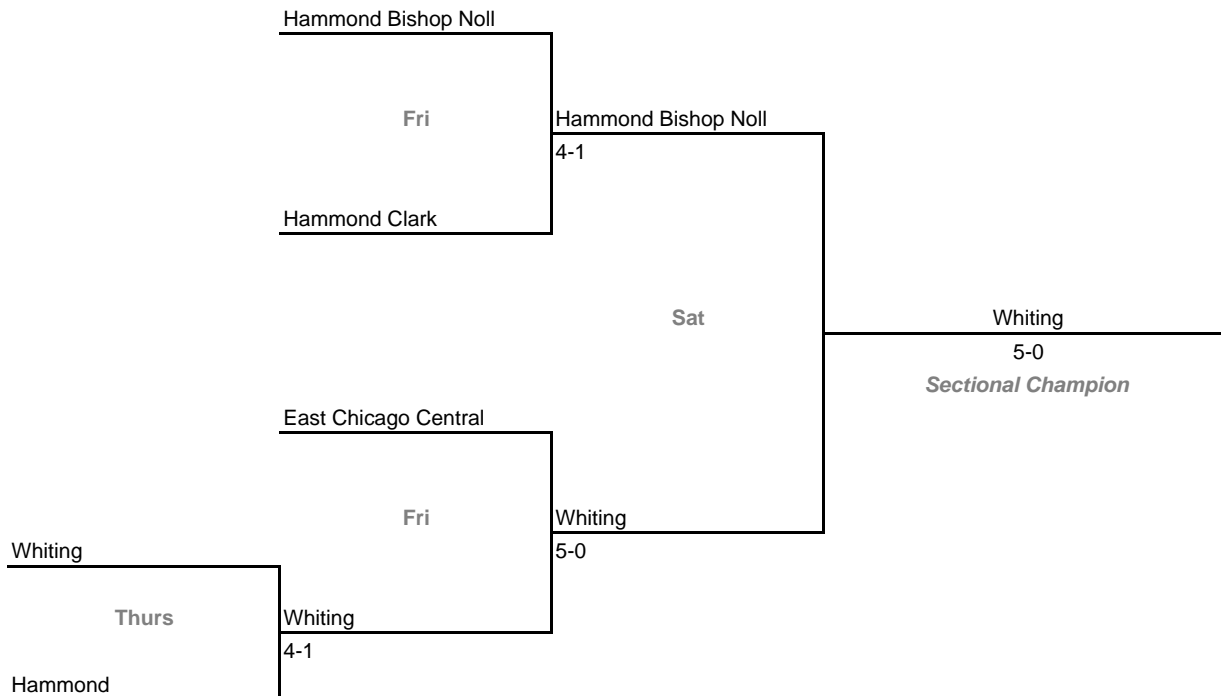 Hammond Bishop Noll
Fri
Hammond Bishop Noll
4-1
Hammond Clark
Sat
Whiting
5-0
Sectional Champion
East Chicago Central
Fri
Whiting
5-0
Whiting
Thurs
Whiting
4-1
Hammond